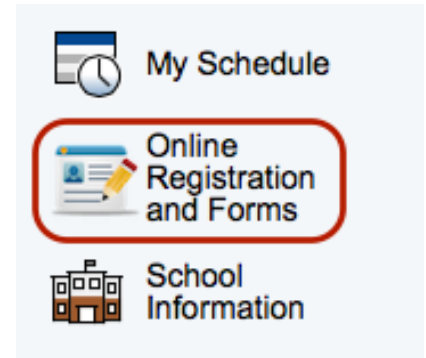 My Schedule
Online
Registration
and Forms
School
Information